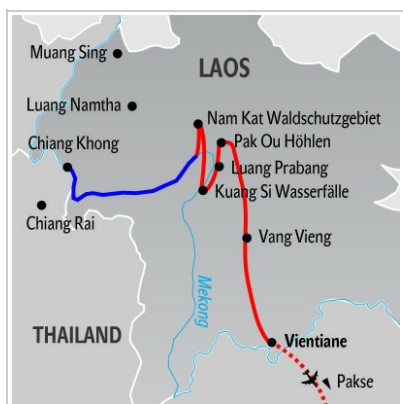 Muang Sing
LAOS
Luang Namtha
Nam Kat Waldschutzgebiet
Chiang Khong
Pak Ou Höhlen
Luang Prabang
Kuang Si Wasserfälle
Chiang Rai
Vang Vieng
Mekong
THAILAND
Vientiane
Pakse